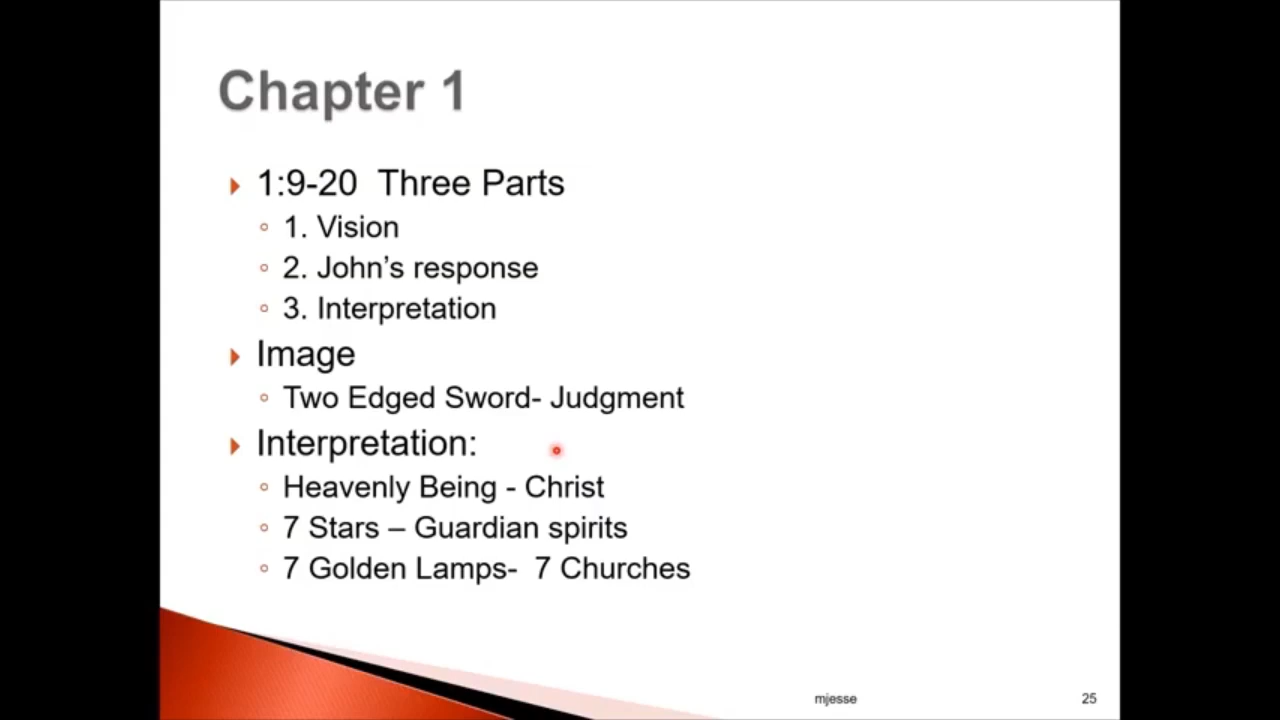 Chapter 1
1:9-20  Three Parts
1. Vision
2. John’s response
3. Interpretation
Image
Two Edged Sword- Judgment
Interpretation:
Heavenly Being - Christ
7 Stars – Guardian spirits
7 Golden Lamps-  7 Churches
mjesse
25